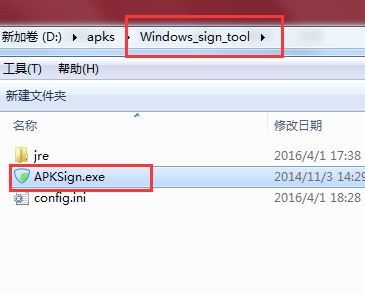 新加卷 (D:) ▸ apks ▸ Windows_sign_tool ▸
工具(T) 帮助(H)
新建文件夹
名称 修改日期
jre 2016/4/1 17:38
APKSign.exe 2014/11/3 14:29
config.ini 2016/4/1 18:28